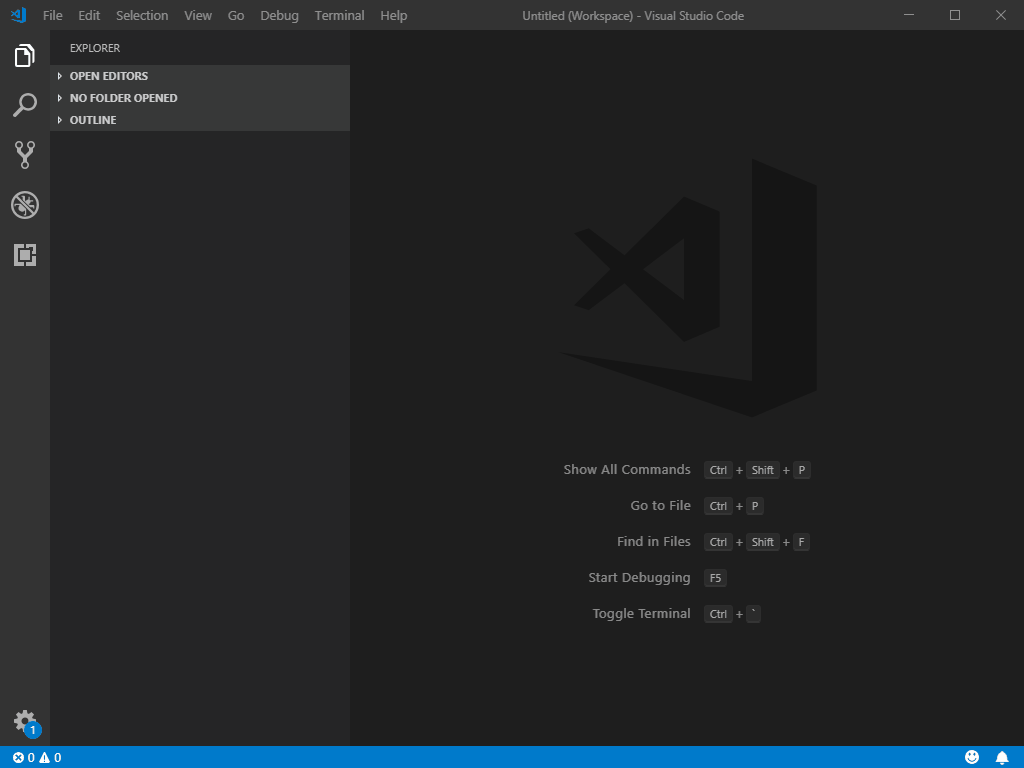 File Edit Selection View Go Debug Terminal Help Untitled (Workspace) - Visual Studio Code
EXPLORER
OPEN EDITORS
NO FOLDER OPENED
OUTLINE
Show All Commands Ctrl + Shift + P
Go to File Ctrl + P
Find in Files Ctrl + Shift + F
Start Debugging F5
Toggle Terminal Ctrl + `
1
0 0